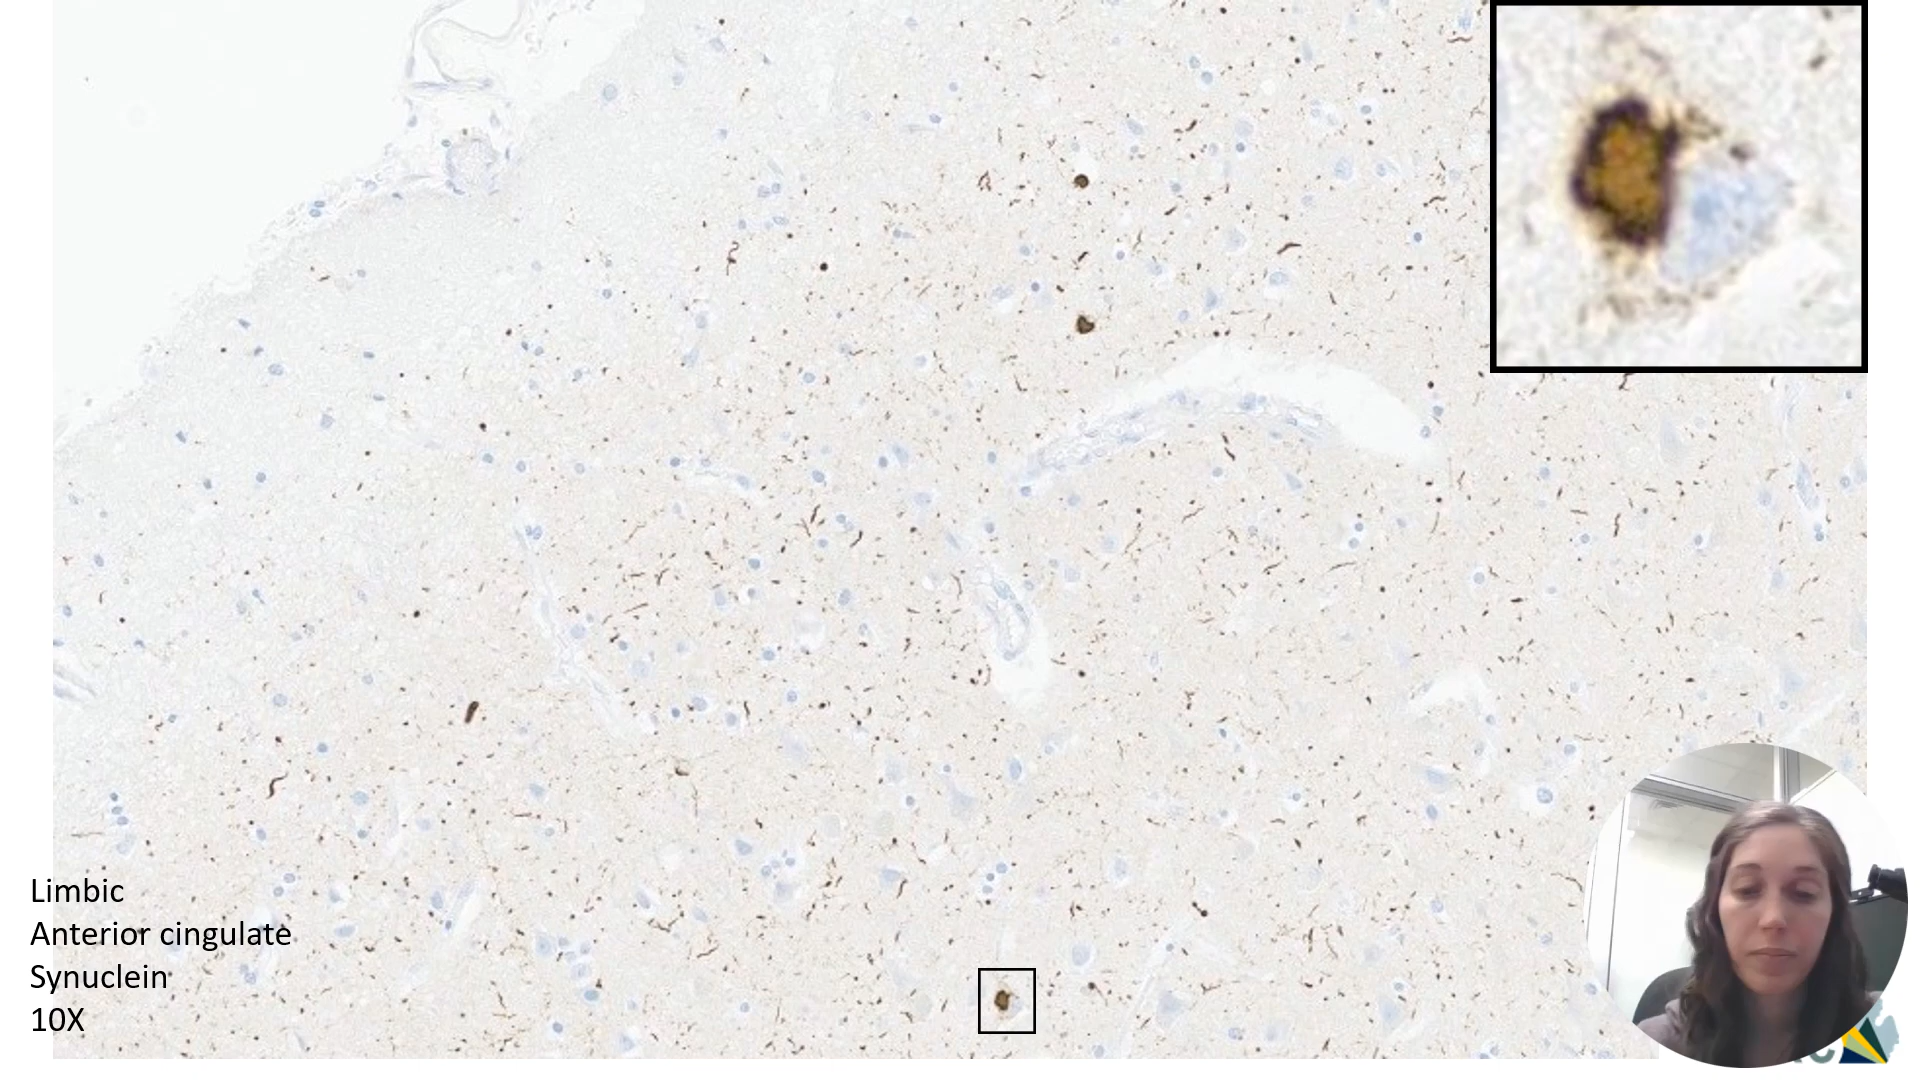 Limbic
Anterior cingulate
Synuclein
10X